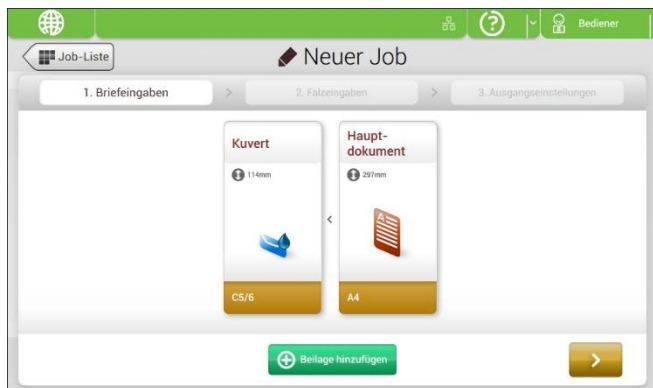 Bediener
Job-Liste
Neuer Job
1. Briefeingaben > 2. Falzeingaben > 3. Ausgangseinstellungen
Kuvert
114mm
C5/6
<
Haupt-
dokument
297mm
A
A4
Beilage hinzufügen
>